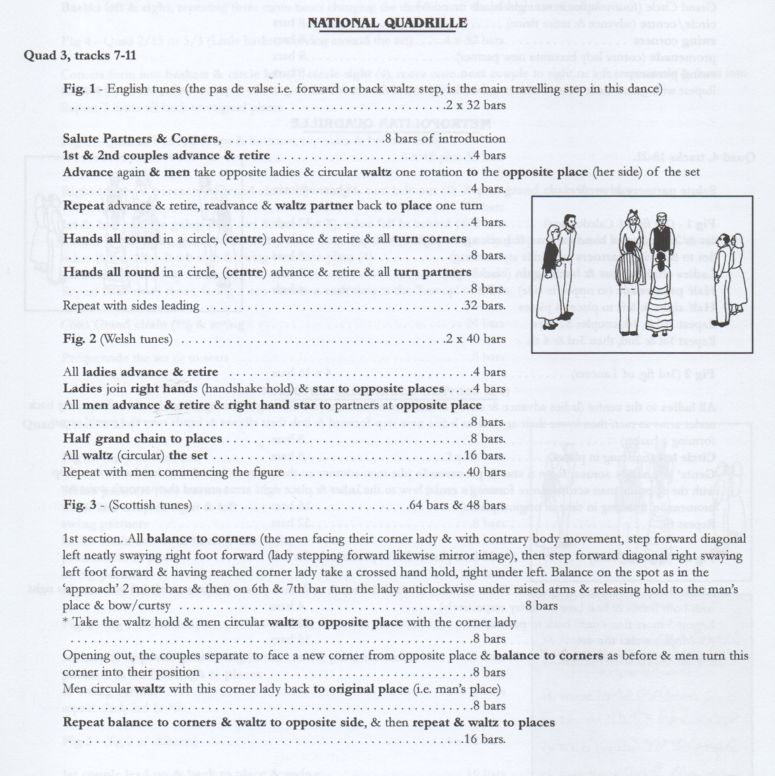 NATIONAL QUADRILLE
Quad 3, tracks 7-11
Fig. 1 - English tunes (the pas de valse i.e. forward or back waltz step, is the main travelling step in this dance)
. . . . . . . . . . . . . . . . . . . . . . . . . . . . . . . . . . . . . . . . . . . . . . . . . . . . .2 x 32 bars
Salute Partners & Corners, . . . . . . . . . . . . . . . . . . . . . .8 bars of introduction
1st & 2nd couples advance & retire . . . . . . . . . . . . . . . . . . . . . . . . . . .4 bars
Advance again & men take opposite ladies & circular waltz one rotation to the opposite place (her side) of the set
. . . . . . . . . . . . . . . . . . . . . . . . . . . . . . . . . . . . . . . . . . . . . . . . . . . . . . . .4 bars.
Repeat advance & retire, readvance & waltz partner back to place one turn
. . . . . . . . . . . . . . . . . . . . . . . . . . . . . . . . . . . . . . . . . . . . . . . . . . . . . . . .4 bars.
Hands all round in a circle, (centre) advance & retire & all turn corners
. . . . . . . . . . . . . . . . . . . . . . . . . . . . . . . . . . . . . . . . . . . . . . . . . . . . . . . .8 bars.
Hands all round in a circle, (centre) advance & retire & all turn partners
. . . . . . . . . . . . . . . . . . . . . . . . . . . . . . . . . . . . . . . . . . . . . . . . . . . . . . . .8 bars.
Repeat with sides leading . . . . . . . . . . . . . . . . . . . . . . . . . . . . . . . . . . .32 bars.
Fig. 2 (Welsh tunes) . . . . . . . . . . . . . . . . . . . . . . . . . . . . . . . . . . . . .2 x 40 bars
All ladies advance & retire . . . . . . . . . . . . . . . . . . . . . . . . . . . . . . . . . .4 bars
Ladies join right hands (handshake hold) & star to opposite places . . . .4 bars
All men advance & retire & right hand star to partners at opposite place
. . . . . . . . . . . . . . . . . . . . . . . . . . . . . . . . . . . . . . . . . . . . . . . . . . . . . . . .8 bars.
Half grand chain to places . . . . . . . . . . . . . . . . . . . . . . . . . . . . . . . . . . .8 bars.
All waltz (circular) the set . . . . . . . . . . . . . . . . . . . . . . . . . . . . . . . . . .16 bars.
Repeat with men commencing the figure . . . . . . . . . . . . . . . . . . . . . .40 bars
Fig. 3 - (Scottish tunes) . . . . . . . . . . . . . . . . . . . . . . . . . . . . .64 bars & 48 bars
1st section. All balance to corners (the men facing their corner lady & with contrary body movement, step forward diagonal
left neatly swaying right foot forward (lady stepping forward likewise mirror image), then step forward diagonal right swaying
left foot forward & having reached corner lady take a crossed hand hold, right under left. Balance on the spot as in the
'approach' 2 more bars & then on 6th & 7th bar turn the lady anticlockwise under raised arms & releasing hold to the man's
place & bow/curtsy . . . . . . . . . . . . . . . . . . . . . . . . . . . . . . . . . . . . . . . . . . . . . . . 8 bars
* Take the waltz hold & men circular waltz to opposite place with the corner lady
. . . . . . . . . . . . . . . . . . . . . . . . . . . . . . . . . . . . . . . . . . . . . . . . . . . . . . . .8 bars
Opening out, the couples separate to face a new corner from opposite place & balance to corners as before & men turn this
corner into their position . . . . . . . . . . . . . . . . . . . . . . . . . . . . . . . . . . . .8 bars
Men circular waltz with this corner lady back to original place (i.e. man's place)
. . . . . . . . . . . . . . . . . . . . . . . . . . . . . . . . . . . . . . . . . . . . . . . . . . . . . . . .8 bars
Repeat balance to corners & waltz to opposite side, & then repeat & waltz to places
. . . . . . . . . . . . . . . . . . . . . . . . . . . . . . . . . . . . . . . . . . . . . . . . . . . . . . .16 bars.